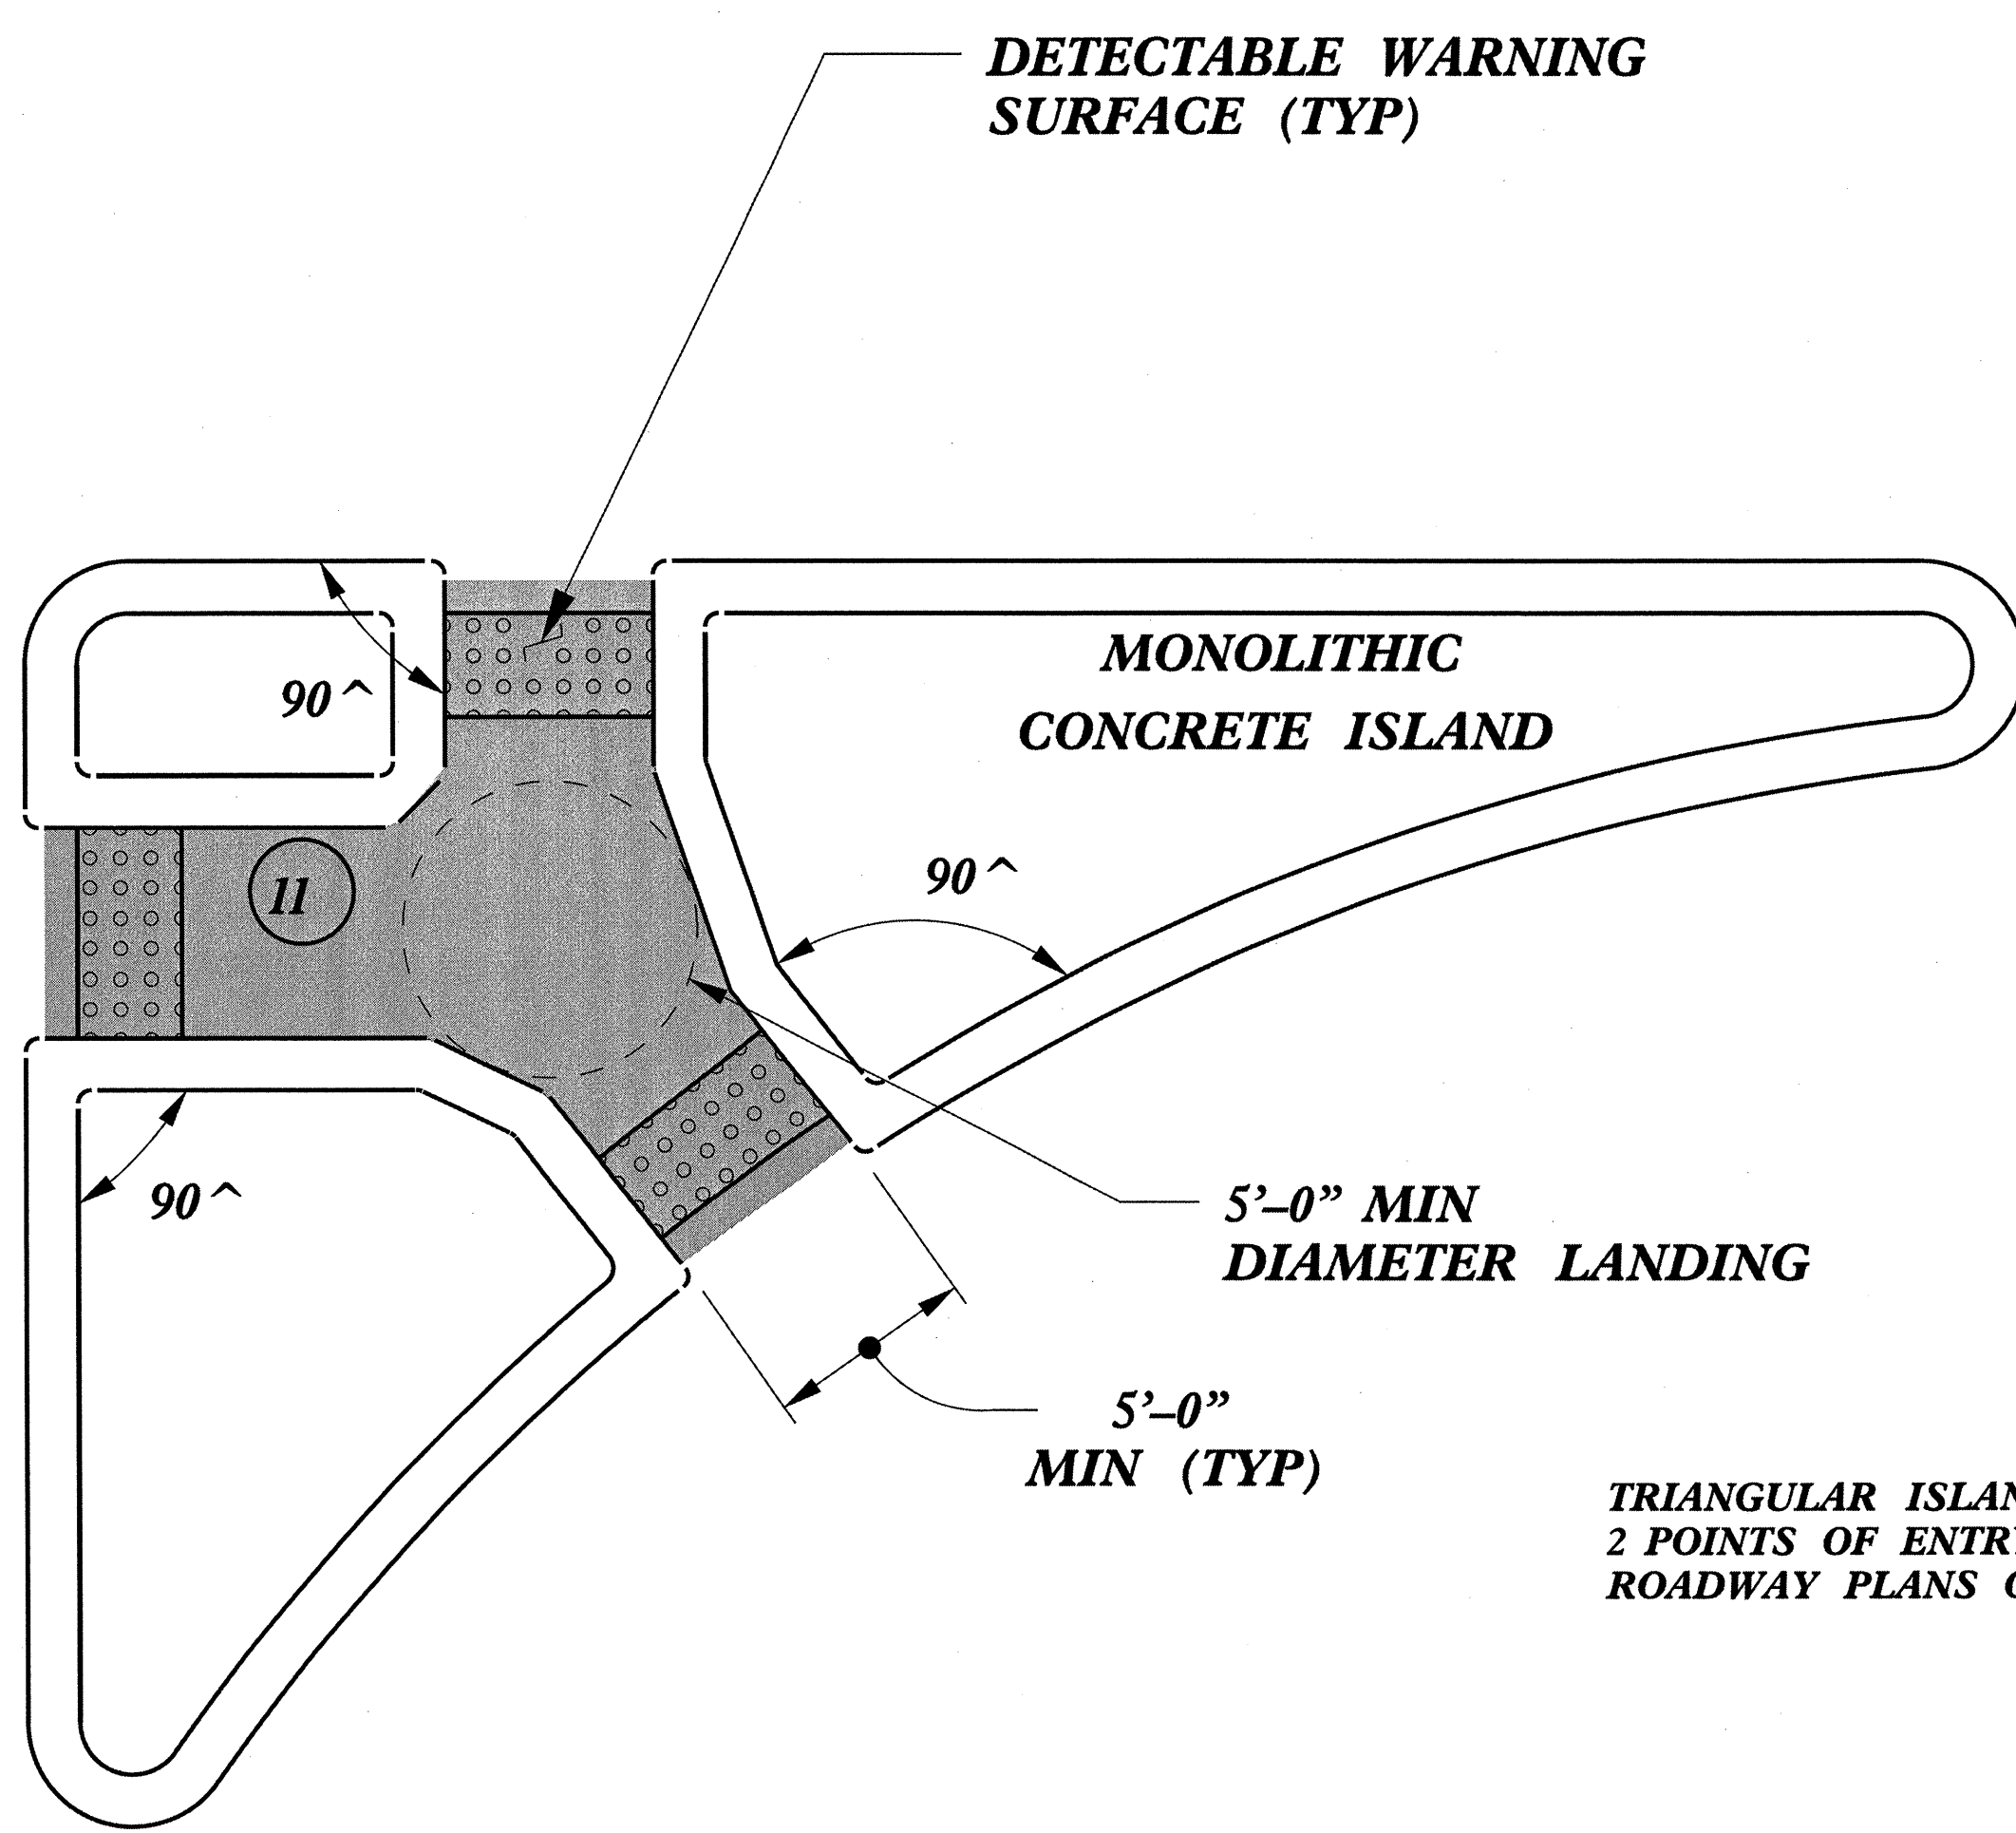 DETECTABLE WARNING
SURFACE (TYP)
MONOLITHIC
CONCRETE ISLAND
90^
90^
11
90^
5’–0” MIN
DIAMETER LANDING
5’–0”
MIN (TYP)
TRIANGULAR
2 POINTS OF
ROADWAY PLANS